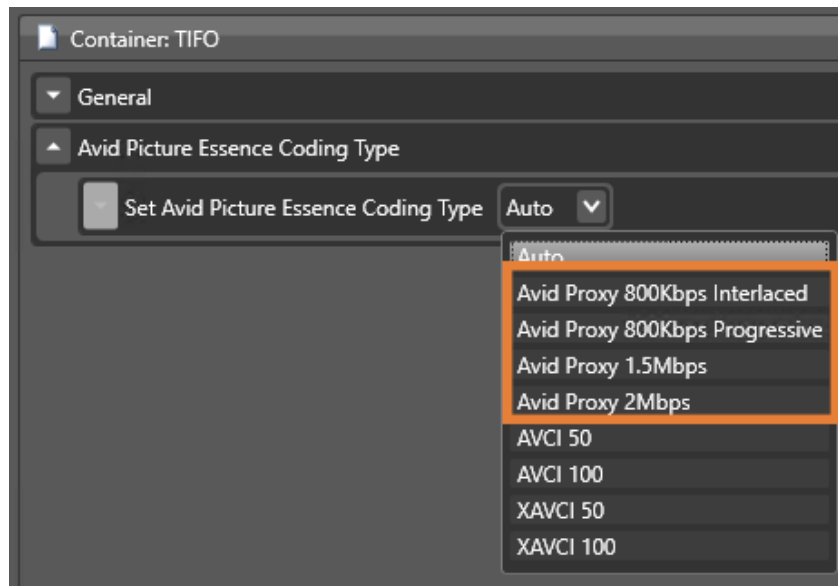 Container: TIFO
General
Avid Picture Essence Coding Type
Set Avid Picture Essence Coding Type Auto
Auto
Avid Proxy 800Kbps Interlaced
Avid Proxy 800Kbps Progressive
Avid Proxy 1.5Mbps
Avid Proxy 2Mbps
AVCI 50
AVCI 100
XAVCI 50
XAVCI 100